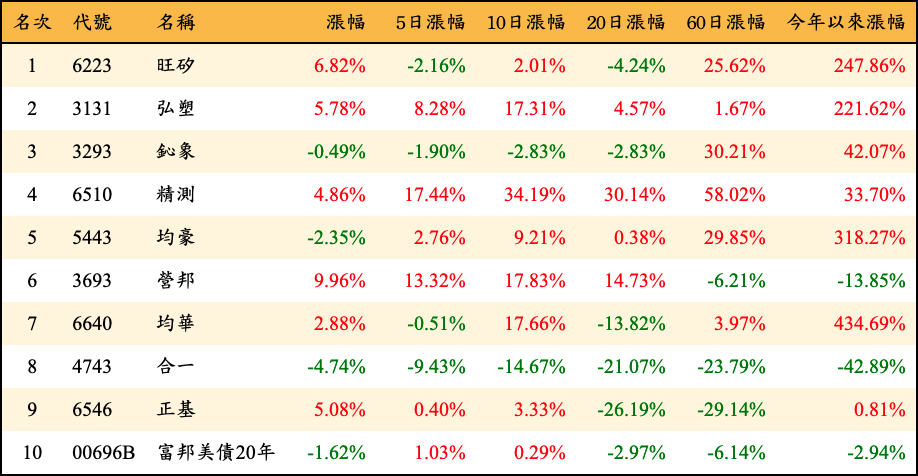 名次 代號 名稱 漲幅 5日漲幅 10日漲幅 20日漲幅 60日漲幅 今年以來漲幅
1 6223 旺矽 6.82% -2.16% 2.01% -4.24% 25.62% 247.86%
2 3131 弘塑 5.78% 8.28% 17.31% 4.57% 1.67% 221.62%
3 3293 鈊象 -0.49% -1.90% -2.83% -2.83% 30.21% 42.07%
4 6510 精測 4.86% 17.44% 34.19% 30.14% 58.02% 33.70%
5 5443 均豪 -2.35% 2.76% 9.21% 0.38% 29.85% 318.27%
6 3693 營邦 9.96% 13.32% 17.83% 14.73% -6.21% -13.85%
7 6640 均華 2.88% -0.51% 17.66% -13.82% 3.97% 434.69%
8 4743 合一 -4.74% -9.43% -14.67% -21.07% -23.79% -42.89%
9 6546 正基 5.08% 0.40% 3.33% -26.19% -29.14% 0.81%
10 00696B 富邦美債20年 -1.62% 1.03% 0.29% -2.97% -6.14% -2.94%